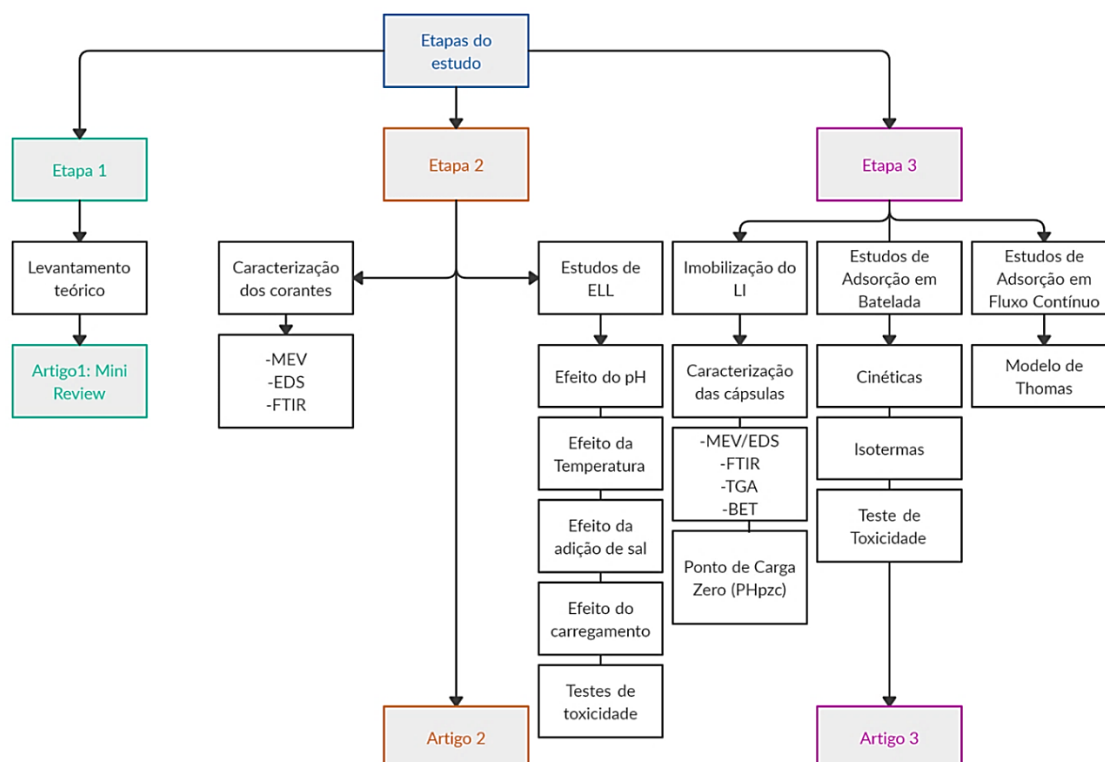 Etapas do
estudo
Etapa 1
Etapa 2
Etapa 3
Levantamento
teórico
Artigo1: Mini
Review
Caracterização
dos corantes
-MEV
-EDS
-FTIR
Estudos de
ELL
Efeito do pH
Efeito da
Temperatura
Efeito da
adição de sal
Efeito do
carregamento
Testes de
toxicidade
Artigo 2
Imobilização do
LI
Caracterização
das cápsulas
-MEV/EDS
-FTIR
-TGA
-BET
Ponto de Carga
Zero (PHpzc)
Estudos de
Adsorção em
Batelada
Cinéticas
Isotermas
Teste de
Toxicidade
Estudos de
Adsorção em
Fluxo Contínuo
Modelo de
Thomas
Artigo 3